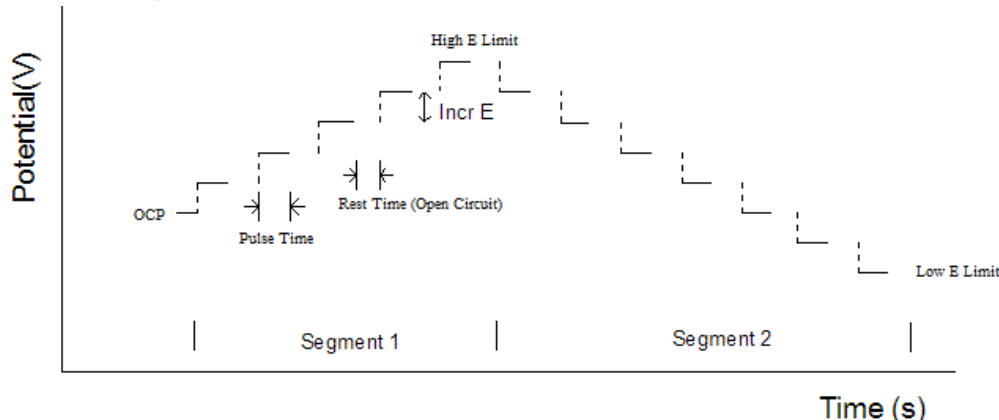 Potential(V)
High E Limit
Incr E
Rest Time (Open Circuit)
OCP
Pulse Time
Low E Limit
Segment 1
Segment 2
Time (s)